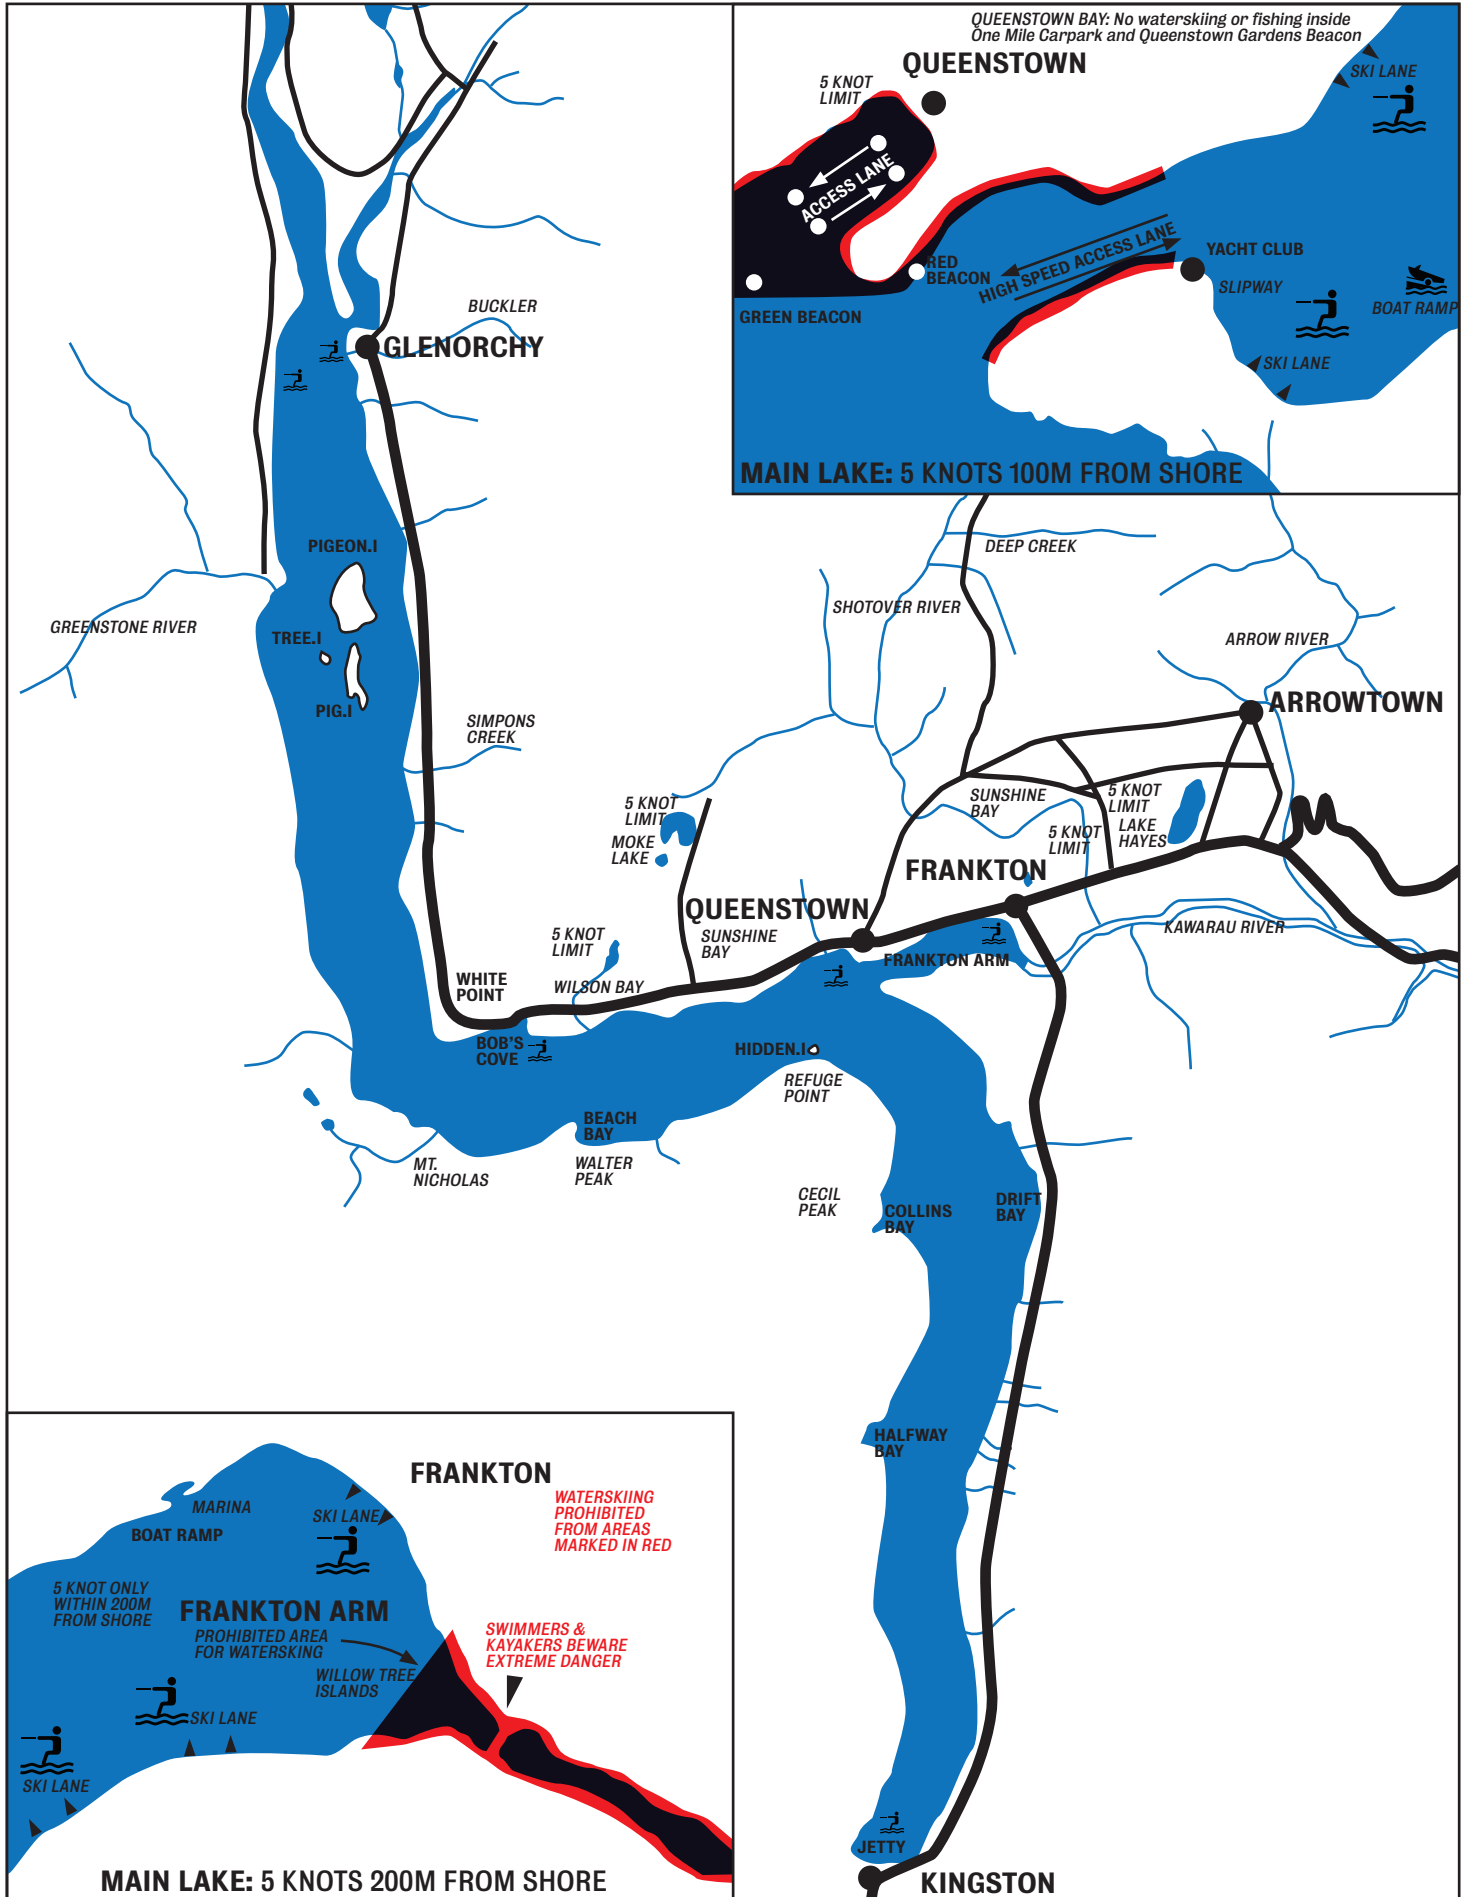 QUEENSTOWN BAY: No waterskiing or fishing inside
One Mile Carpark and Queenstown Gardens Beacon
QUEENSTOWN
5 KNOT
LIMIT
SKI LANE
ACCESS LANE
HIGH SPEED ACCESS LANE
RED
BEACON
YACHT CLUB
SLIPWAY
BOAT RAMP
GREEN BEACON
SKI LANE
MAIN LAKE: 5 KNOTS 100M FROM SHORE
BUCKLER
GLENORCHY
PIGEON.I
GREENSTONE RIVER
TREE.I
PIG.I
SIMPONS
CREEK
DEEP CREEK
SHOTOVER RIVER
ARROW RIVER
ARROWTOWN
5 KNOT
LIMIT
MOKE
LAKE
SUNSHINE
BAY
5 KNOT
LIMIT
LAKE
HAYES
5 KNOT
LIMIT
FRANKTON
QUEENSTOWN
SUNSHINE
BAY
KAWARAU RIVER
FRANKTON ARM
5 KNOT
LIMIT
WILSON BAY
WHITE
POINT
BOB'S
COVE
HIDDEN.I
REFUGE
POINT
BEACH
BAY
WALTER
PEAK
MT.
NICHOLAS
CECIL
PEAK
COLLINS
BAY
DRIFT
BAY
HALFWAY
BAY
JETTY
KINGSTON
FRANKTON
WATERSKIING
PROHIBITED
FROM AREAS
MARKED IN RED
MARINA
BOAT RAMP
SKI LANE
5 KNOT ONLY
WITHIN 200M
FROM SHORE
FRANKTON ARM
PROHIBITED AREA
FOR WATERSKING
WILLOW TREE
ISLANDS
SWIMMERS &
KAYAKERS BEWARE
EXTREME DANGER
SKI LANE
SKI LANE
MAIN LAKE: 5 KNOTS 200M FROM SHORE